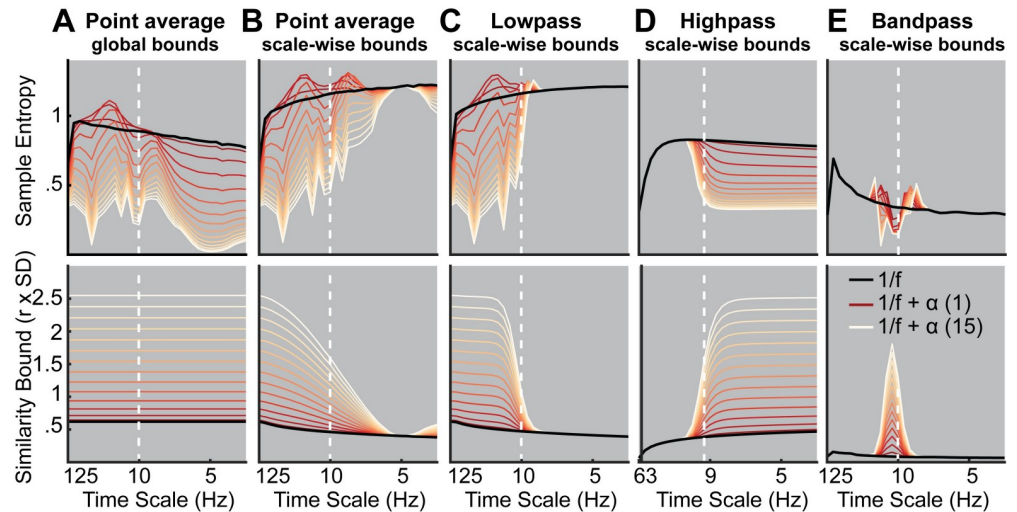 A Point average
global bounds
B Point average
scale-wise bounds
C Lowpass
scale-wise bounds
D Highpass
scale-wise bounds
E Bandpass
scale-wise bounds
Sample Entropy
1
.5
Similarity Bound (r x SD)
2.5
2
1.5
1
.5
1/f
1/f + α (1)
1/f + α (15)
125 10 5
125 10 5
125 10 5
63 9 5
125 10 5
Time Scale (Hz)
Time Scale (Hz)
Time Scale (Hz)
Time Scale (Hz)
Time Scale (Hz)